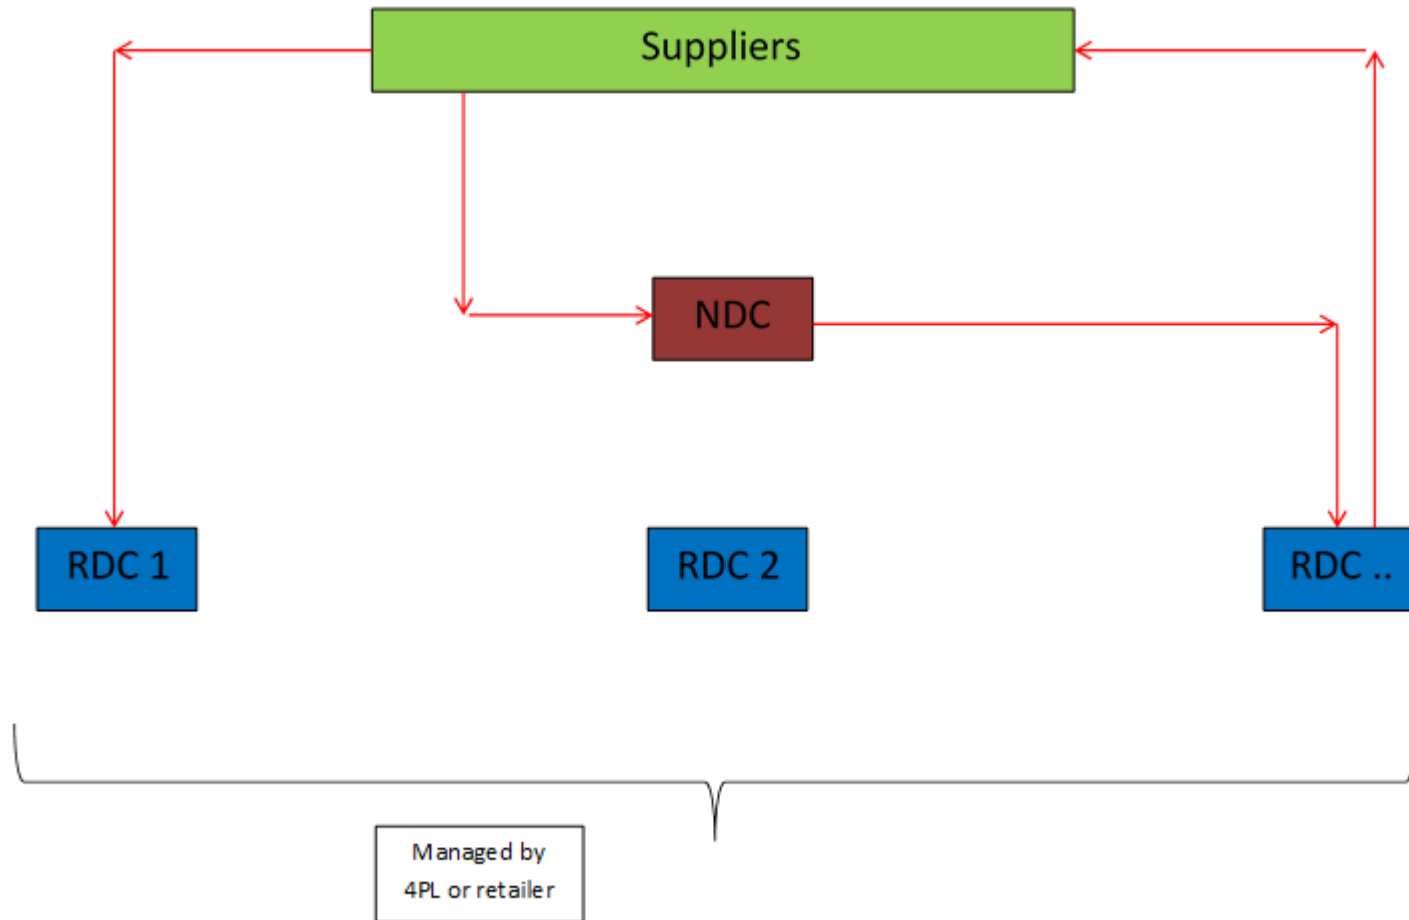 Suppliers
NDC
RDC 1
RDC 2
RDC ..
Managed by
4PL or retailer